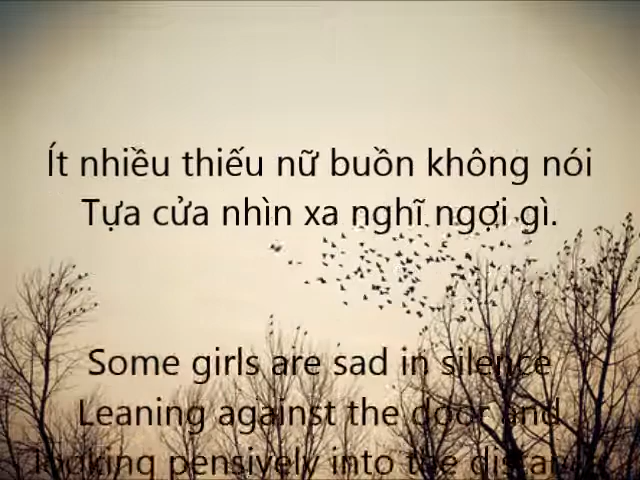 Ít nhiều thiếu nữ buồn không nói
Tựa cửa nhìn xa nghĩ ngợi gì.
Some girls are sad in silence
Leaning against the door and
looking pensively into the distance